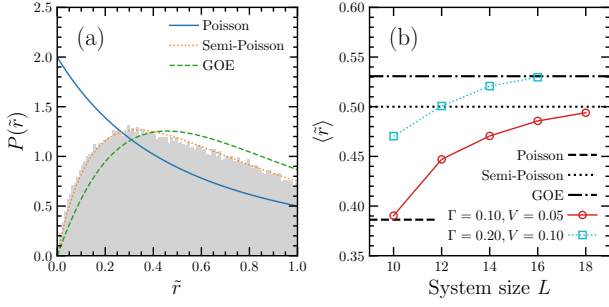 (a)
Poisson
Semi-Poisson
GOE
2.5
2.0
1.5
1.0
0.5
0.0
P(r̃)
0.0 0.2 0.4 0.6 0.8 1.0
r̃
(b)
0.60
0.55
0.50
0.45
0.40
0.35
⟨r̃⟩
Poisson
Semi-Poisson
GOE
Γ = 0.10, V = 0.05
Γ = 0.20, V = 0.10
10 12 14 16 18
System size L